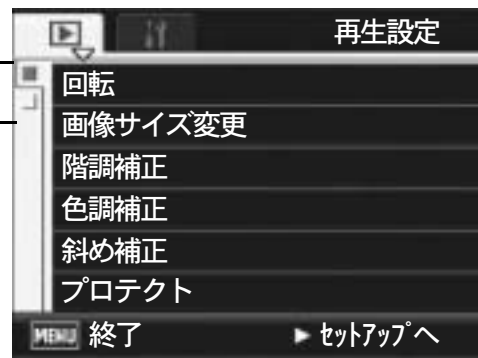 再生設定
回転
画像サイズ変更
階調補正
色調補正
斜め補正
プロテクト
MENU 終了 ► ｾｯﾄｱｯﾌﾟへ